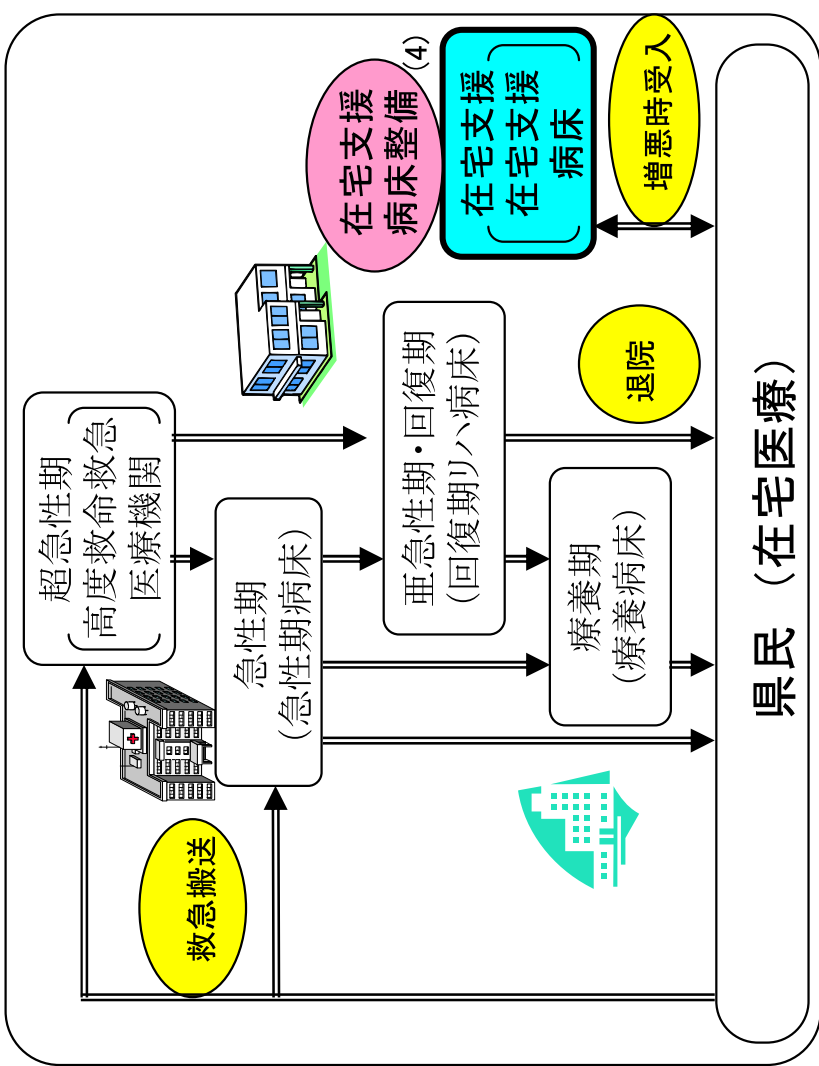 超急性期
高度救命救急
医療機関
救急搬送
急性期
(急性期病床)
在宅支援
病床整備
(4)
亜急性期・回復期
(回復期リハ病床)
在宅支援
在宅支援
病床
療養期
(療養病床)
退院
増悪時受入
県民（在宅医療）